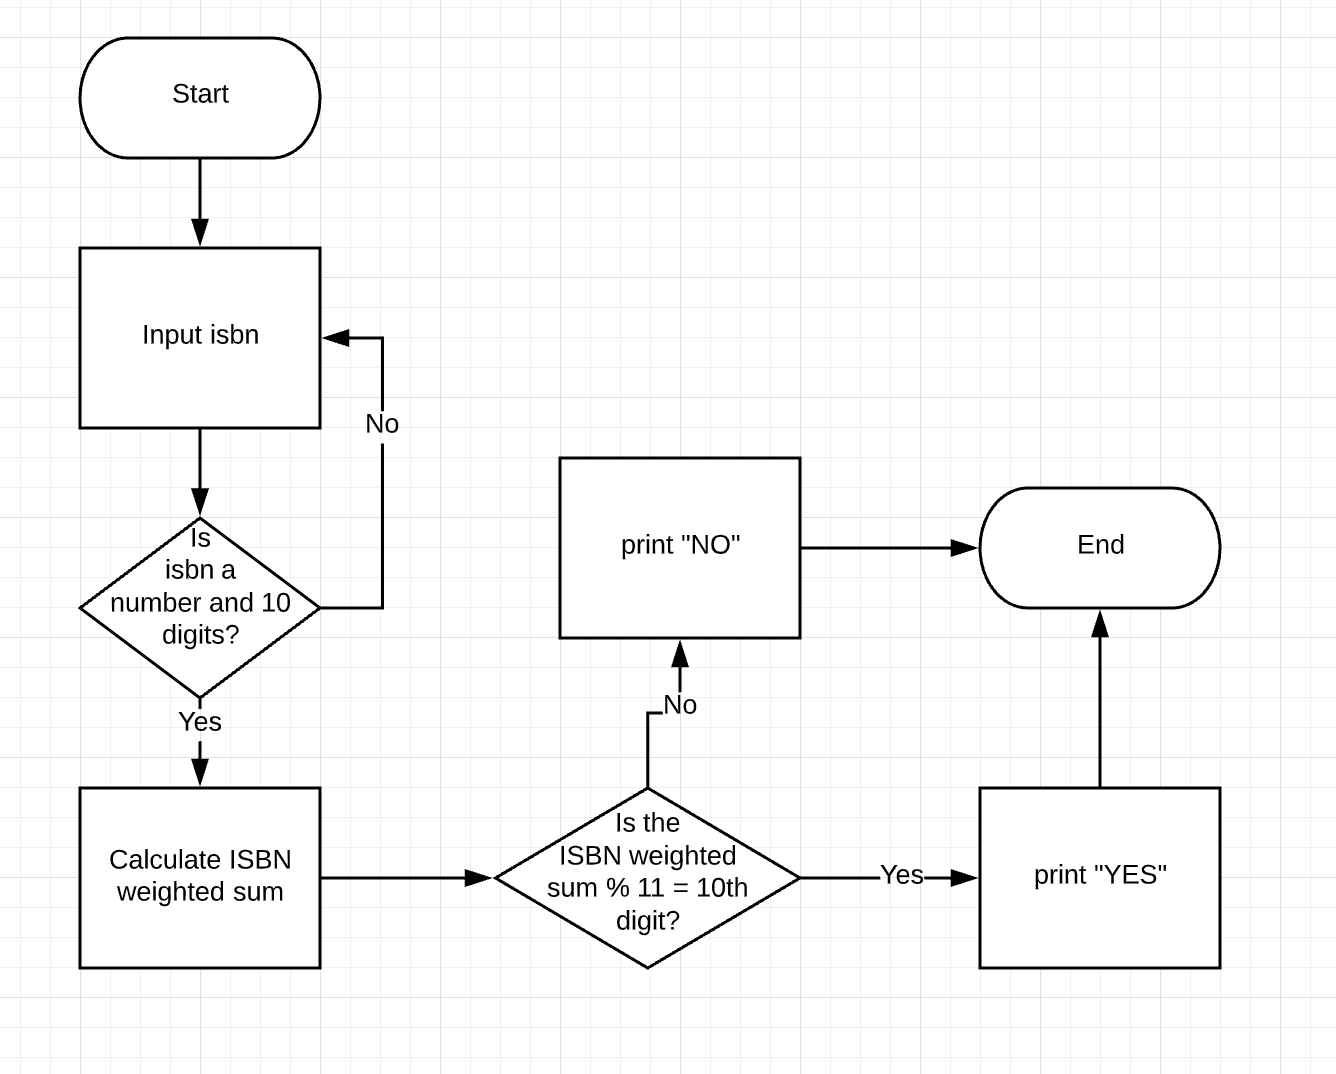 Start
Input isbn
No
Is
isbn a
number and 10
digits?
Yes
Calculate ISBN
weighted sum
Is the
ISBN weighted
sum % 11 = 10th
digit?
No
print "NO"
Yes
print "YES"
End